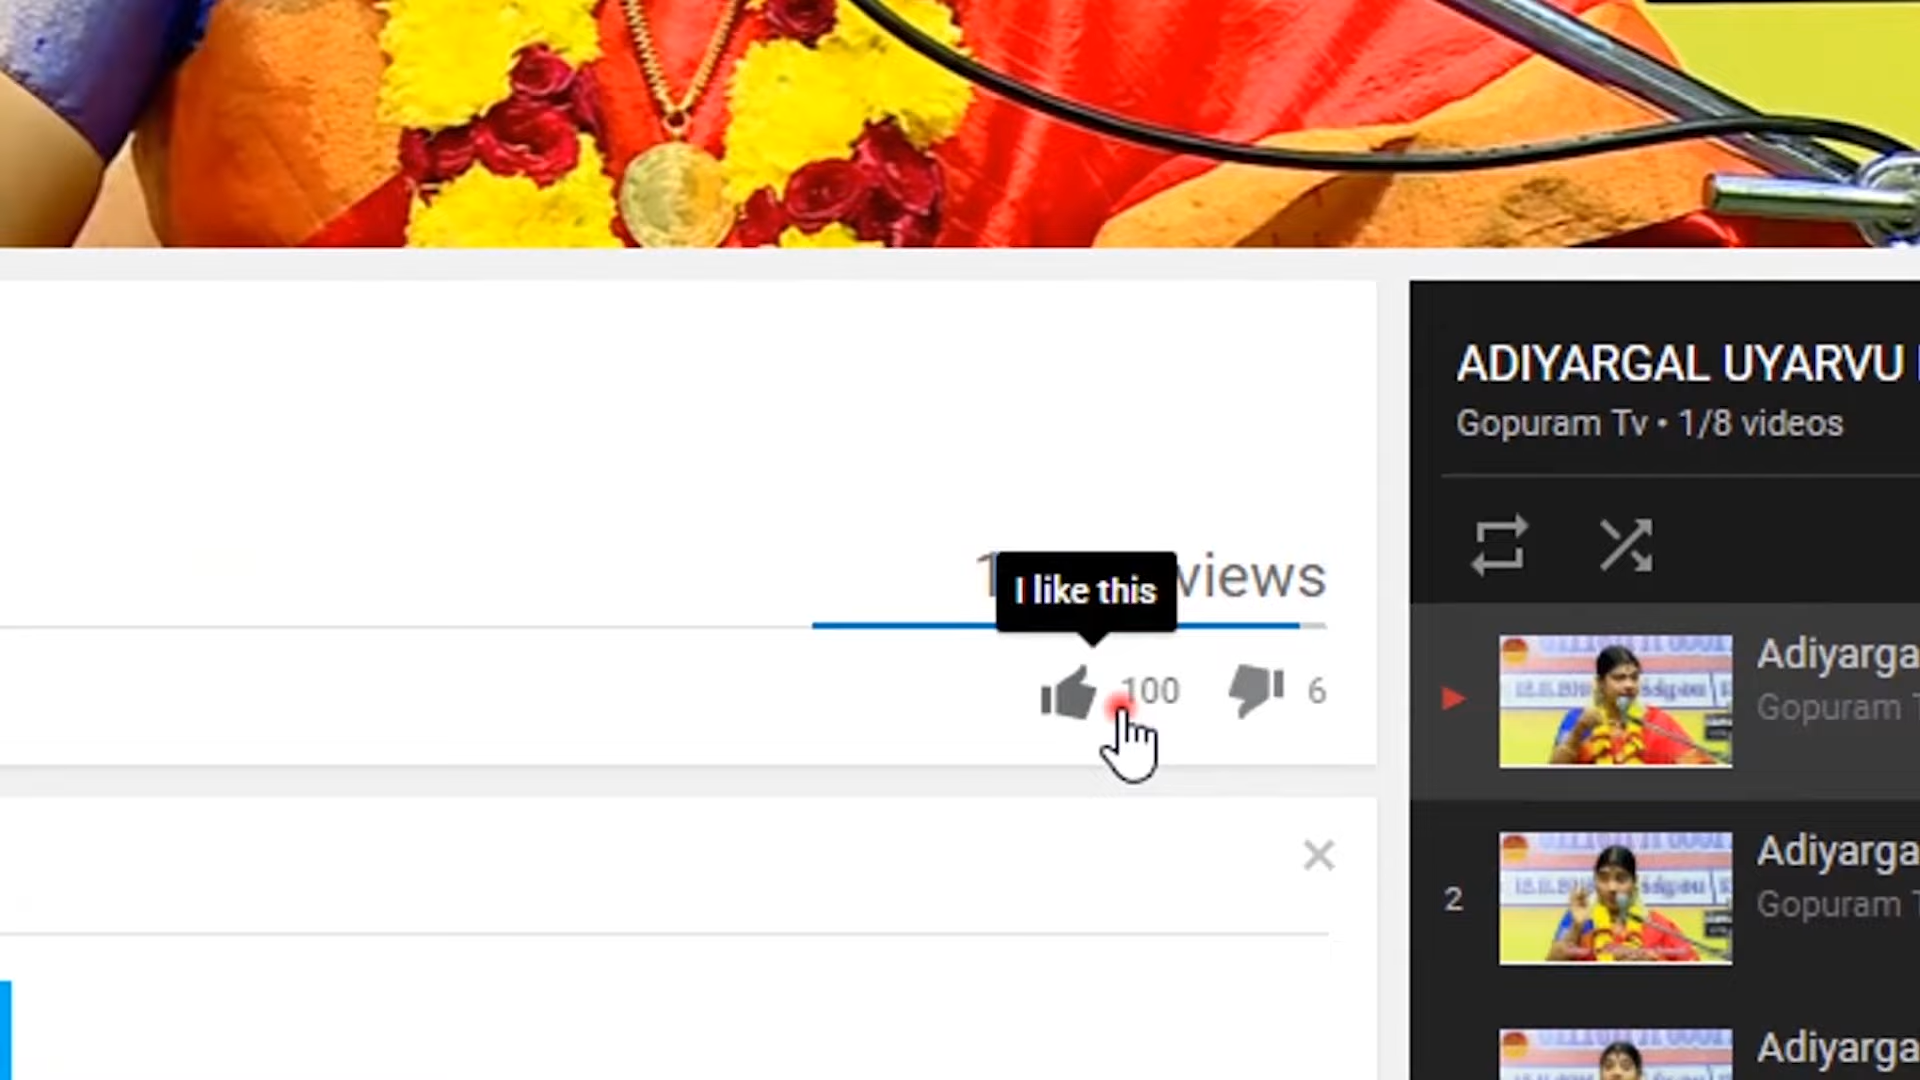 ADIYARGAL UYARVU
Gopuram Tv • 1/8 videos
views
I like this
100
6
Adiyarga
Gopuram
2
Adiyarga
Gopuram
Adiyarga